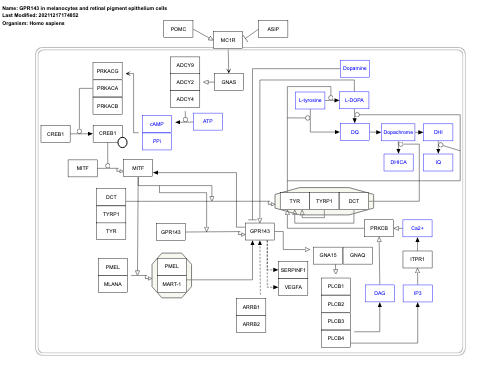 Name: GPR143 in melanocytes and retinal pigment epithelium cells
Last Modified: 20211217174852
Organism: Homo sapiens
POMC
ASIP
MC1R
PRKACG
PRKACA
PRKACB
ADCY9
ADCY2
ADCY4
GNAS
Dopamine
L-tyrosine
L-DOPA
cAMP
PPi
ATP
CREB1
CREB1
DQ
Dopachrome
DHI
DHICA
IQ
MITF
MITF
DCT
TYRP1
TYR
TYR
TYRP1
DCT
GPR143
GPR143
PRKCB
Ca2+
PMEL
MLANA
PMEL
MART-1
SERPINF1
VEGFA
GNA15
GNAQ
ITPR1
PLCB1
PLCB2
PLCB3
PLCB4
DAG
IP3
ARRB1
ARRB2